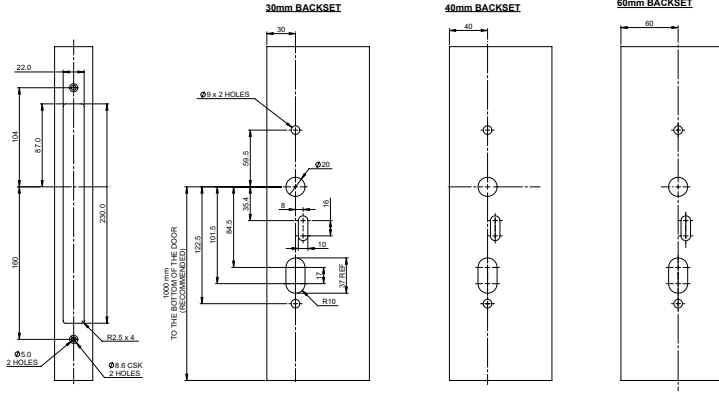 30mm BACKSET
40mm BACKSET
60mm BACKSET
30
40
60
22.0
Ø9 x 2 HOLES
104
87.0
59.5
Ø20
230.0
35.4
8
16
10
160
122.5
101.5
84.5
17
37 REF
1000 mm
TO THE BOTTOM OF THE DOOR
(RECOMMENDED)
R10
R2.5 x 4
Ø5.0
2 HOLES
Ø8.6 CSK
2 HOLES